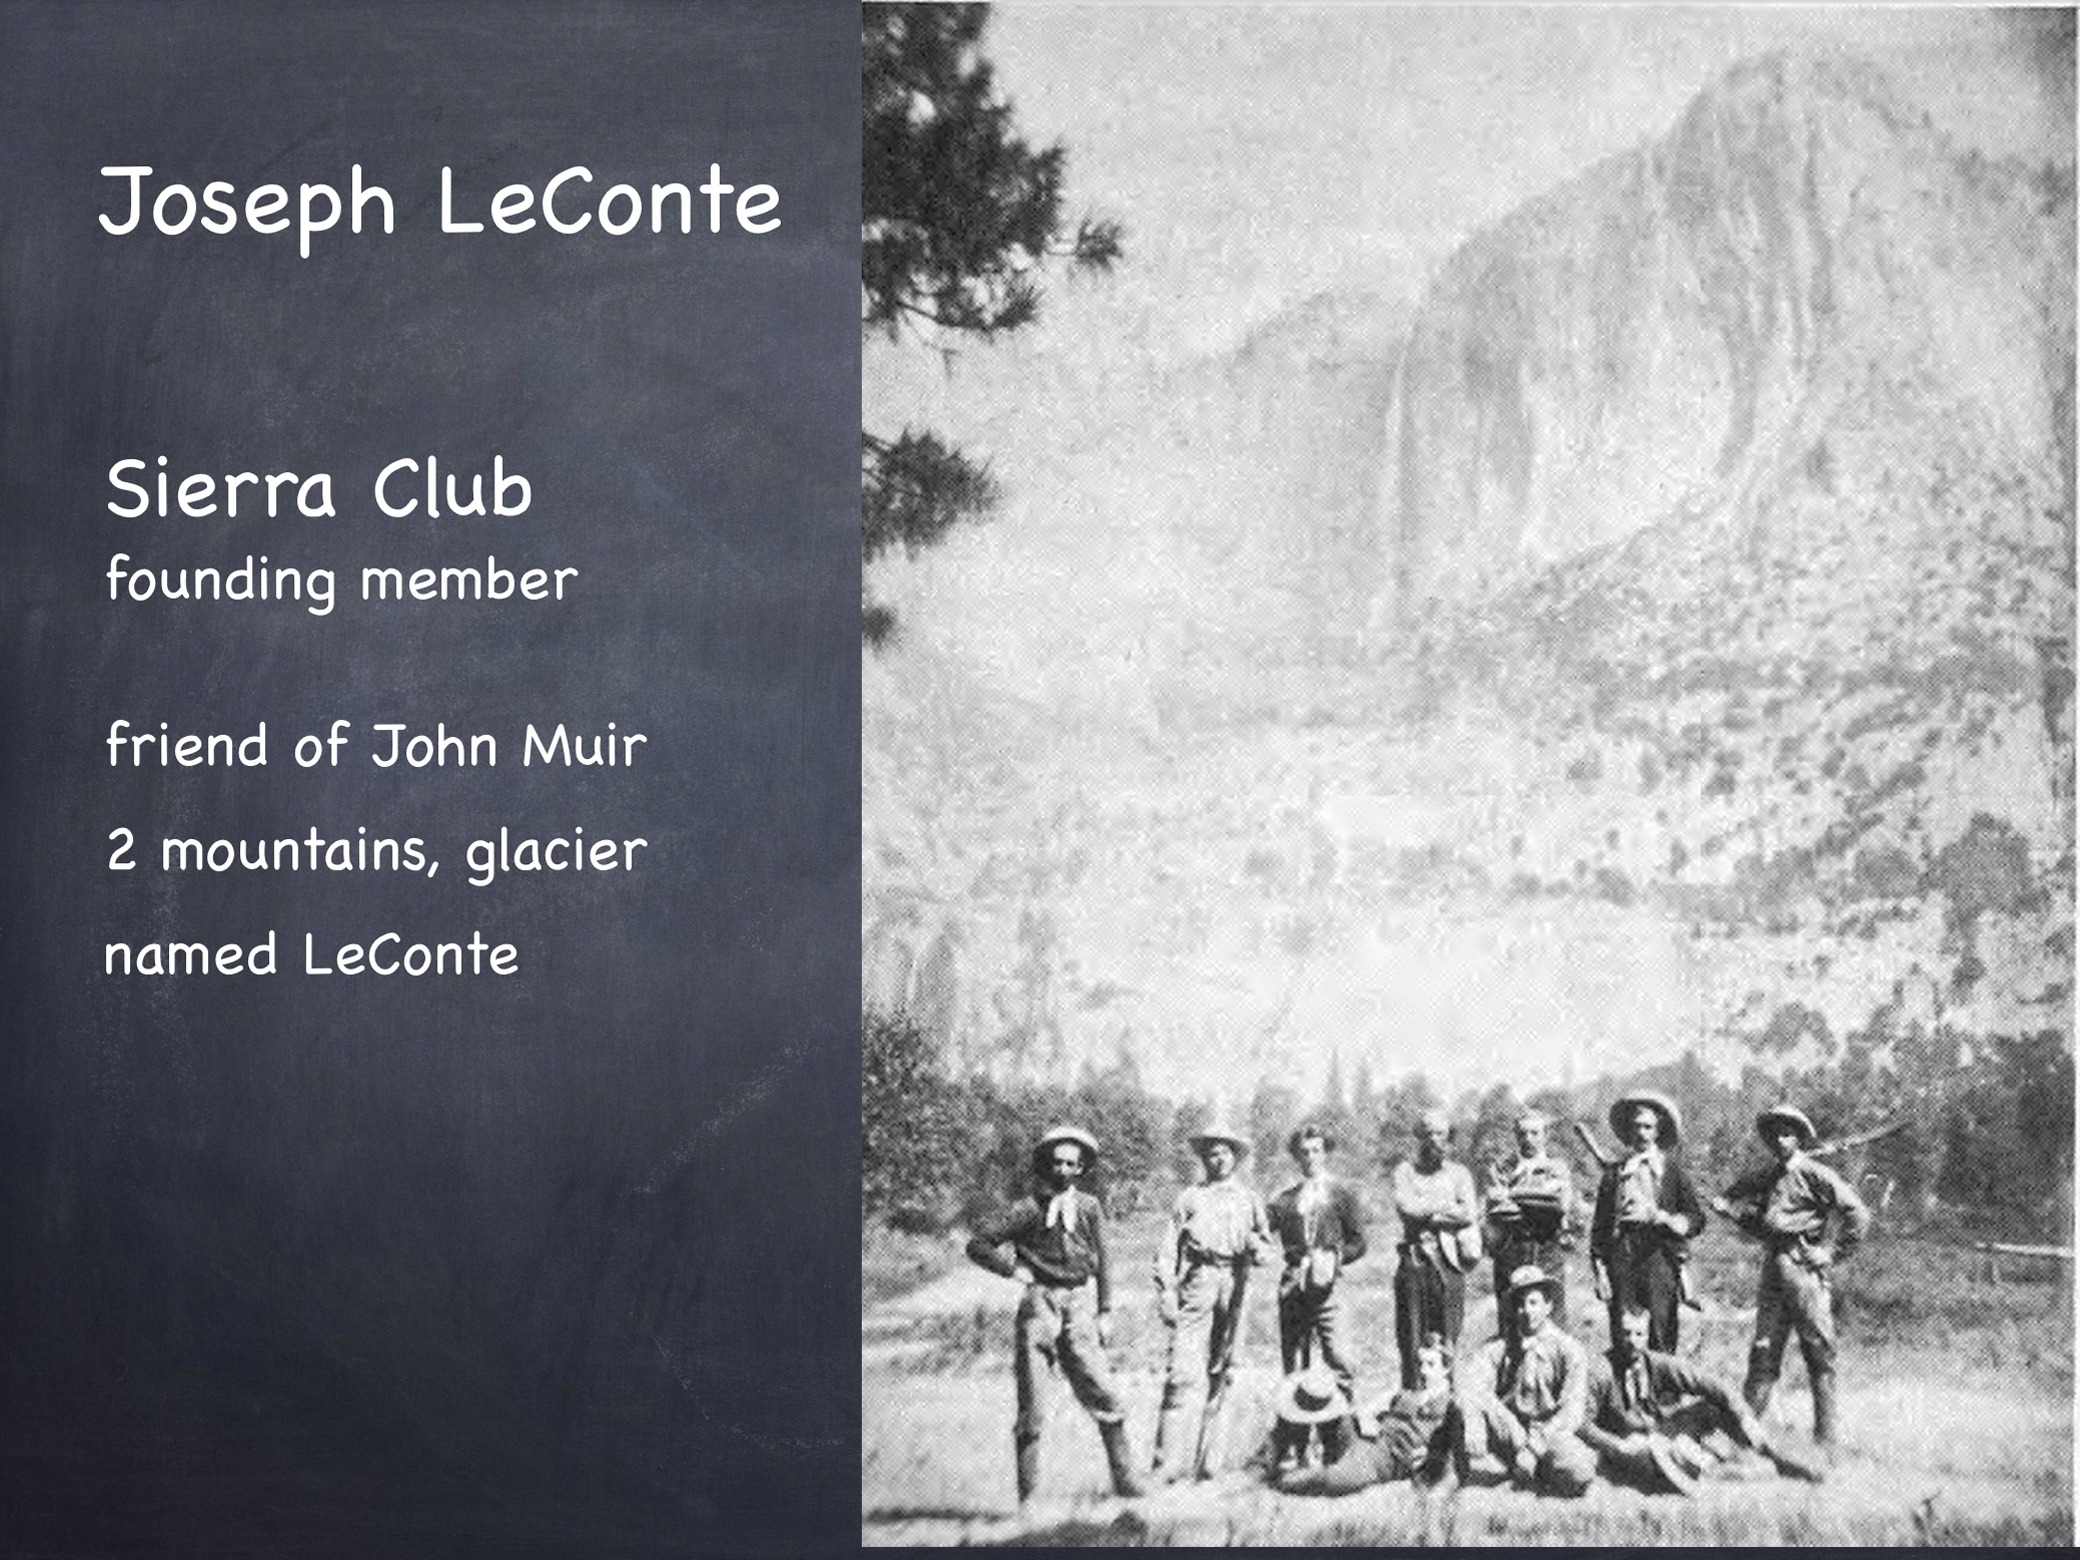 Joseph LeConte
Sierra Club
founding member
friend of John Muir
2 mountains, glacier
named LeConte